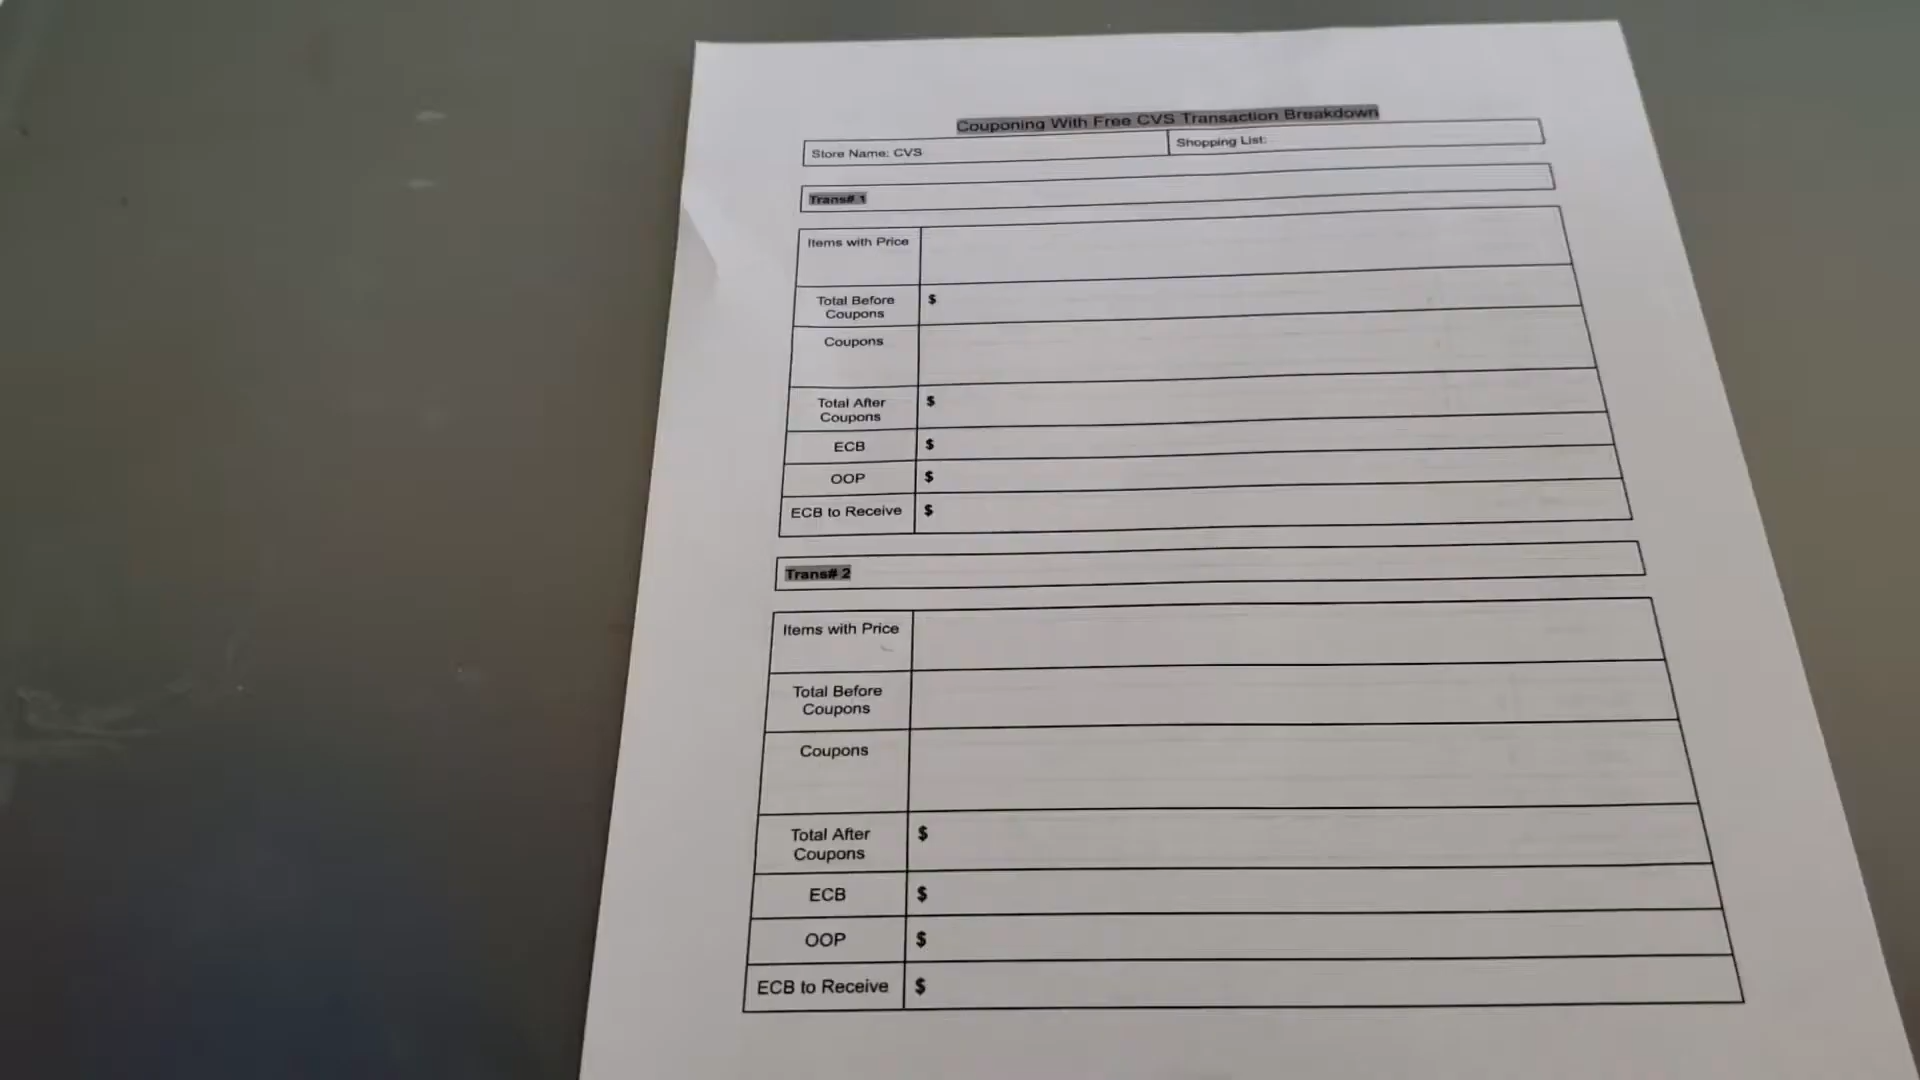 Couponing With Free CVS Transaction Breakdown
Store Name: CVS
Shopping List:
Trans# 1
Items with Price
Total Before
Coupons
$
Coupons
Total After
Coupons
$
ECB
$
OOP
$
ECB to Receive
$
Trans# 2
Items with Price
Total Before
Coupons
Coupons
Total After
Coupons
$
ECB
$
OOP
$
ECB to Receive
$